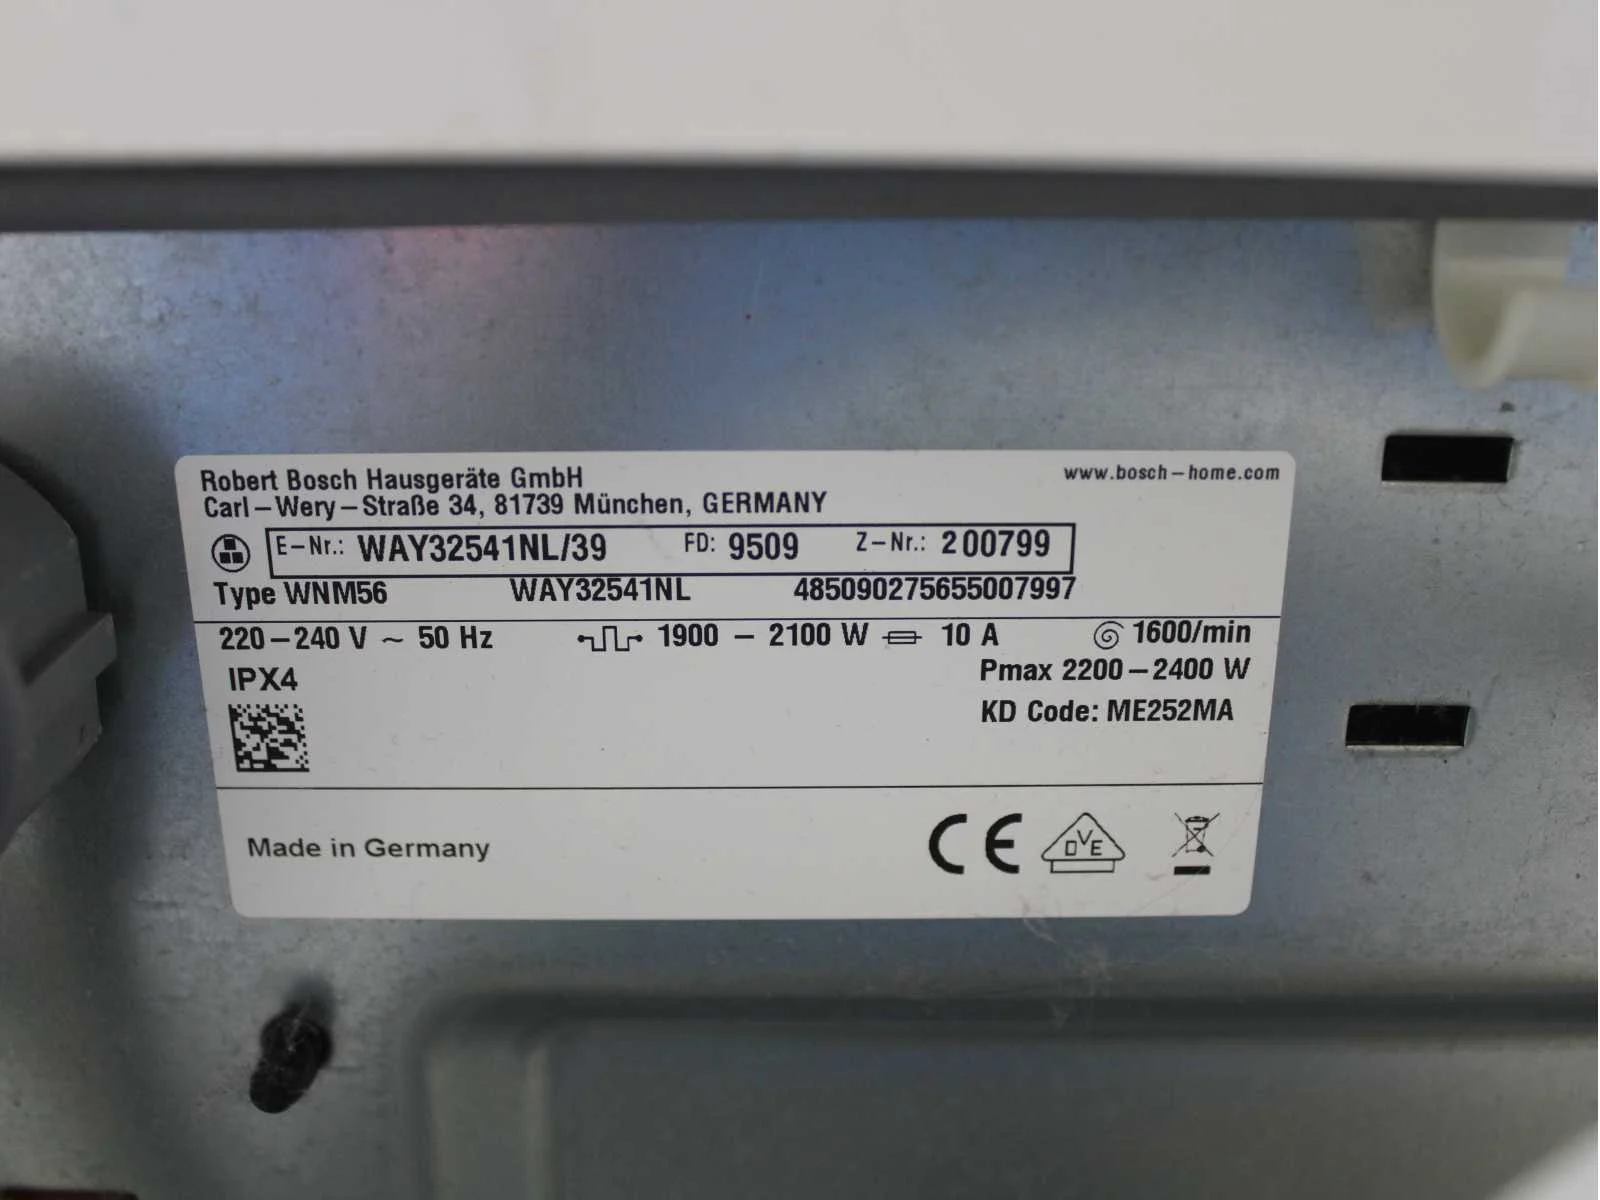 Robert Bosch Hausgeräte GmbH
www.bosch-home.com
Carl-Wery-Straße 34, 81739 München, GERMANY
E-Nr.: WAY32541NL/39 FD: 9509 Z-Nr.: 200799
Type WNM56 WAY32541NL 485090275655007997
220-240 V ~ 50 Hz 1900 - 2100 W 10 A 1600/min
IPX4 Pmax 2200-2400 W
KD Code: ME252MA
Made in Germany CE DVE